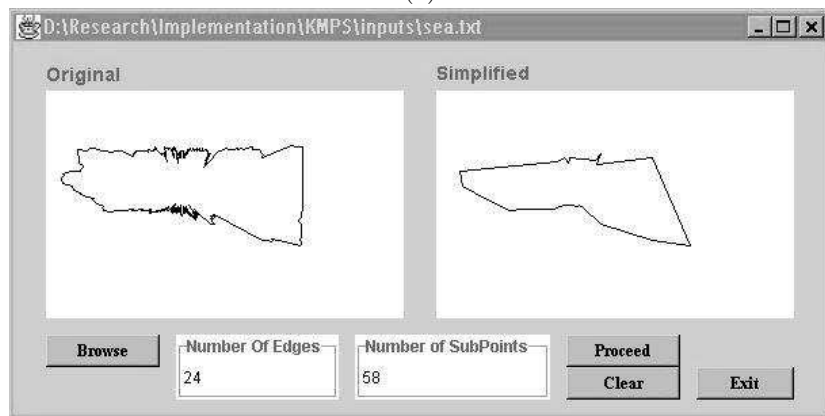 D:\Research\Implementation\KMPS\inputs\sea.txt
Original
Simplified
Browse
Number Of Edges
24
Number of SubPoints
58
Proceed
Clear
Exit